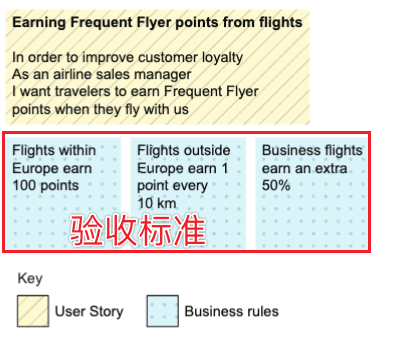 Earning Frequent Flyer points from flights
In order to improve customer loyalty
As an airline sales manager
I want travelers to earn Frequent Flyer
points when they fly with us
Flights within
Europe earn
100 points
Flights outside
Europe earn 1
point every
10 km
Business flights
earn an extra
50%
验收标准
Key
User Story
Business rules